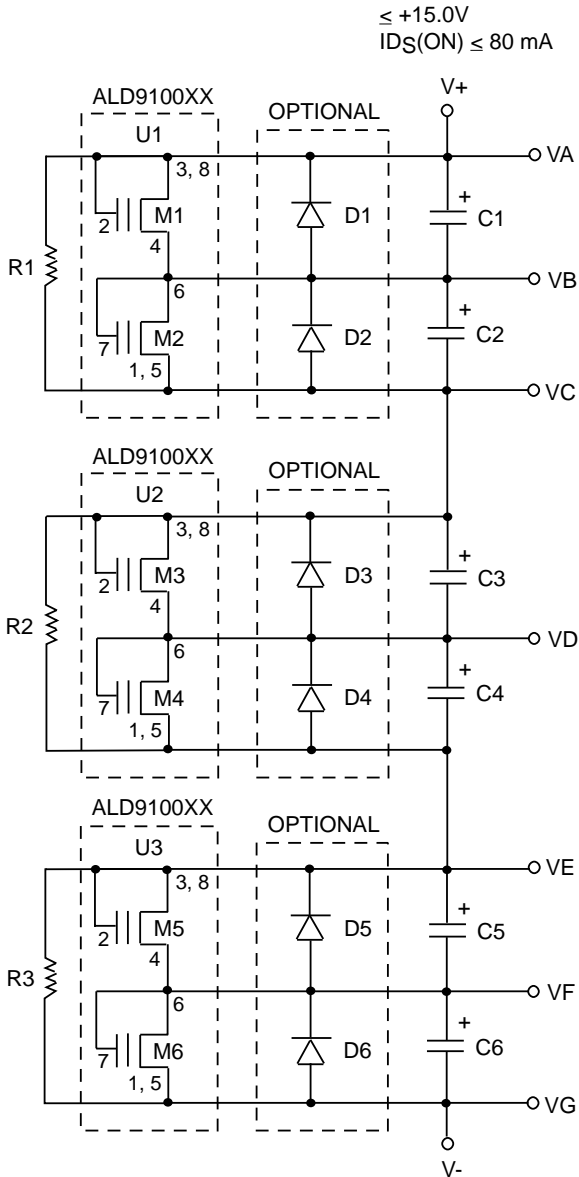 ≤ +15.0V
IDS(ON) ≤ 80 mA
V+
ALD9100XX
OPTIONAL
U1
VA
3, 8
+
M1
D1
C1
2
4
R1
6
VB
+
M2
D2
C2
7
1, 5
VC
ALD9100XX
OPTIONAL
U2
3, 8
+
M3
D3
C3
2
4
R2
6
VD
+
M4
D4
C4
7
1, 5
ALD9100XX
OPTIONAL
U3
VE
3, 8
+
M5
D5
C5
2
4
R3
6
VF
+
M6
D6
C6
7
1, 5
VG
V-